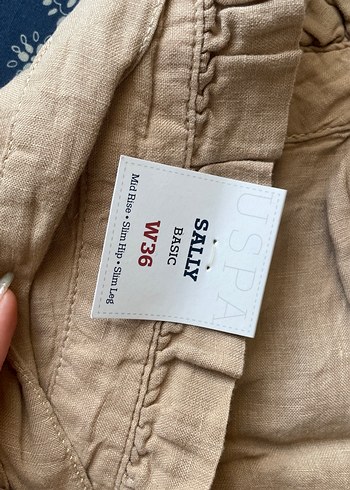 USPA
SALLY
BASIC
W36
Mid Rise • Slim Hip • Slim Leg